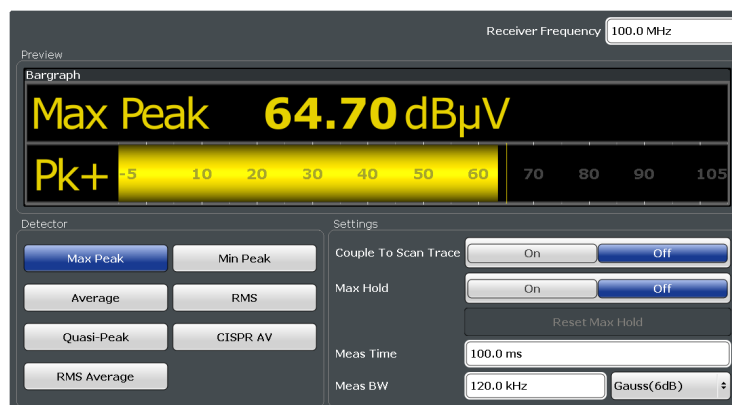 Receiver Frequency 100.0 MHz
Preview
Bargraph
Max Peak 64.70 dBµV
Pk+ -5 10 20 30 40 50 60 70 80 90 105
Detector
Max Peak Min Peak
Average RMS
Quasi-Peak CISPR AV
RMS Average
Settings
Couple To Scan Trace On Off
Max Hold On Off
Reset Max Hold
Meas Time 100.0 ms
Meas BW 120.0 kHz Gauss(6dB)